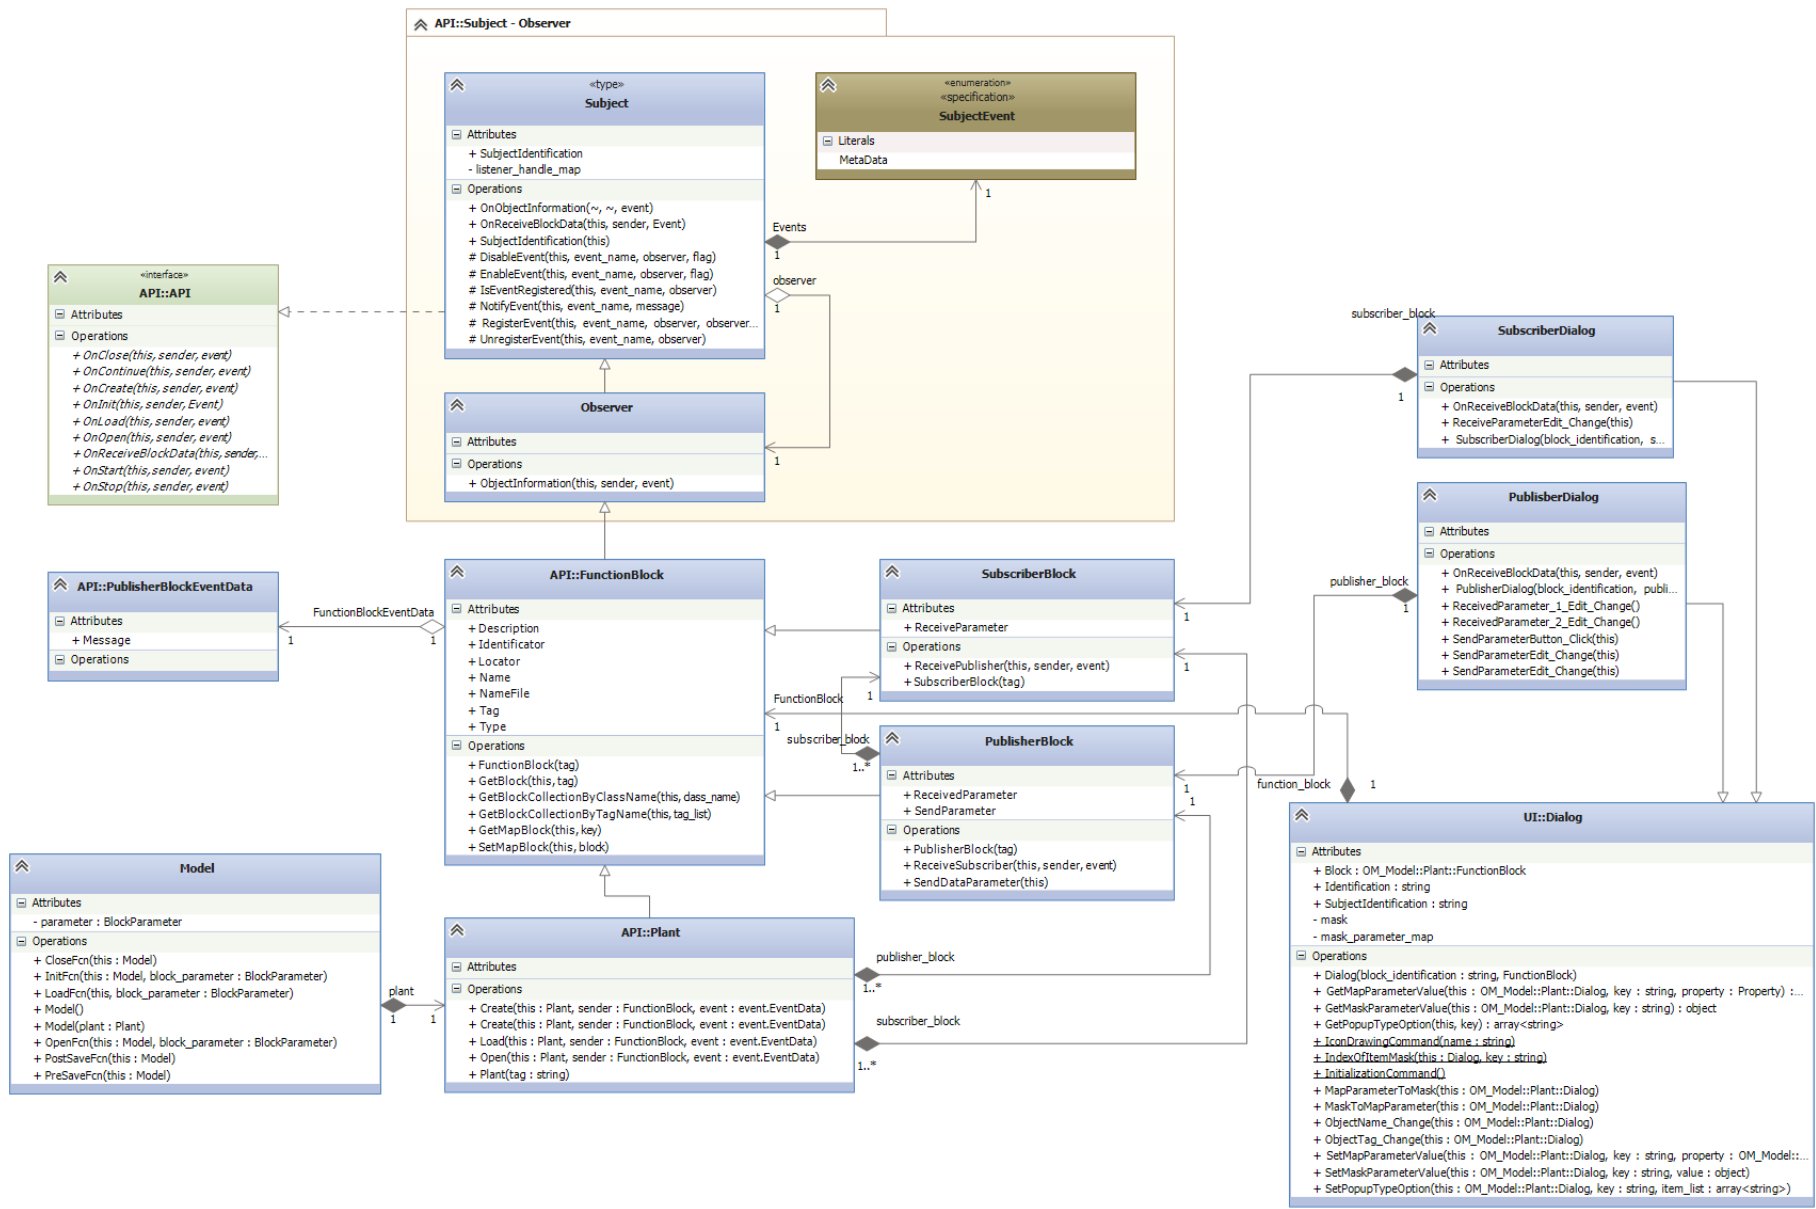 API::Subject - Observer
«type»
Subject
Attributes
+ SubjectIdentification
- listener_handle_map
Operations
+ OnObjectInformation(~, ~, event)
+ OnReceiveBlockData(this, sender, Event)
+ SubjectIdentification(this)
# DisableEvent(this, event_name, observer, flag)
# EnableEvent(this, event_name, observer, flag)
# IsEventRegistered(this, event_name, observer)
# NotifyEvent(this, event_name, message)
# RegisterEvent(this, event_name, observer, observer...
# UnregisterEvent(this, event_name, observer)
«enumeration»
«specification»
SubjectEvent
Literals
MetaData
1
Events
1
observer
1
1
Observer
Attributes
Operations
+ ObjectInformation(this, sender, event)
«interface»
API::API
Attributes
Operations
+ OnClose(this, sender, event)
+ OnContinue(this, sender, event)
+ OnCreate(this, sender, event)
+ OnInit(this, sender, Event)
+ OnLoad(this, sender, event)
+ OnOpen(this, sender, event)
+ OnReceiveBlockData(this, sender,...
+ OnStart(this, sender, event)
+ OnStop(this, sender, event)
API::PublisherBlockEventData
Attributes
+ Message
Operations
FunctionBlockEventData
1
1
API::FunctionBlock
Attributes
+ Description
+ Identificator
+ Locator
+ Name
+ NameFile
+ Tag
+ Type
Operations
+ FunctionBlock(tag)
+ GetBlock(this, tag)
+ GetBlockCollectionByClassName(this, class_name)
+ GetBlockCollectionByTagName(this, tag_list)
+ GetMapBlock(this, key)
+ SetMapBlock(this, block)
SubscriberBlock
Attributes
+ ReceiveParameter
Operations
+ ReceivePublisher(this, sender, event)
+ SubscriberBlock(tag)
1
1
1
FunctionBlock
1
subscriber_block
1..*
PublisherBlock
Attributes
+ ReceivedParameter
+ SendParameter
Operations
+ PublisherBlock(tag)
+ ReceiveSubscriber(this, sender, event)
+ SendDataParameter(this)
1
1
subscriber_block
1
SubscriberDialog
Attributes
Operations
+ OnReceiveBlockData(this, sender, event)
+ ReceiveParameterEdit_Change(this)
+ SubscriberDialog(block_identification, s...
publisher_block
1
PublisberDialog
Attributes
Operations
+ OnReceiveBlockData(this, sender, event)
+ PublisherDialog(block_identification, publi...
+ ReceivedParameter_1_Edit_Change()
+ ReceivedParameter_2_Edit_Change()
+ SendParameterButton_Click(this)
+ SendParameterEdit_Change(this)
+ SendParameterEdit_Change(this)
function_block
1
UI::Dialog
Attributes
+ Block : OM_Model::Plant::FunctionBlock
+ Identification : string
+ SubjectIdentification : string
- mask
- mask_parameter_map
Operations
+ Dialog(block_identification : string, FunctionBlock)
+ GetMapParameterValue(this : OM_Model::Plant::Dialog, key : string, property : Property) :...
+ GetMaskParameterValue(this : OM_Model::Plant::Dialog, key : string) : object
+ GetPopupTypeOption(this, key) : array<string>
+ IconDrawingCommand(name : string)
+ IndexOfItemMask(this : Dialog, key : string)
+ InitializationCommand()
+ MapParameterToMask(this : OM_Model::Plant::Dialog)
+ MaskToMapParameter(this : OM_Model::Plant::Dialog)
+ ObjectName_Change(this : OM_Model::Plant::Dialog)
+ ObjectTag_Change(this : OM_Model::Plant::Dialog)
+ SetMapParameterValue(this : OM_Model::Plant::Dialog, key : string, property : OM_Model::...
+ SetMaskParameterValue(this : OM_Model::Plant::Dialog, key : string, value : object)
+ SetPopupTypeOption(this : OM_Model::Plant::Dialog, key : string, item_list : array<string>)
Model
Attributes
- parameter : BlockParameter
Operations
+ CloseFcn(this : Model)
+ InitFcn(this : Model, block_parameter : BlockParameter)
+ LoadFcn(this, block_parameter : BlockParameter)
+ Model()
+ Model(plant : Plant)
+ OpenFcn(this : Model, block_parameter : BlockParameter)
+ PostSaveFcn(this : Model)
+ PreSaveFcn(this : Model)
plant
1
1
API::Plant
Attributes
Operations
+ Create(this : Plant, sender : FunctionBlock, event : event.EventData)
+ Create(this : Plant, sender : FunctionBlock, event : event.EventData)
+ Load(this : Plant, sender : FunctionBlock, event : event.EventData)
+ Open(this : Plant, sender : FunctionBlock, event : event.EventData)
+ Plant(tag : string)
publisher_block
1..*
subscriber_block
1..*